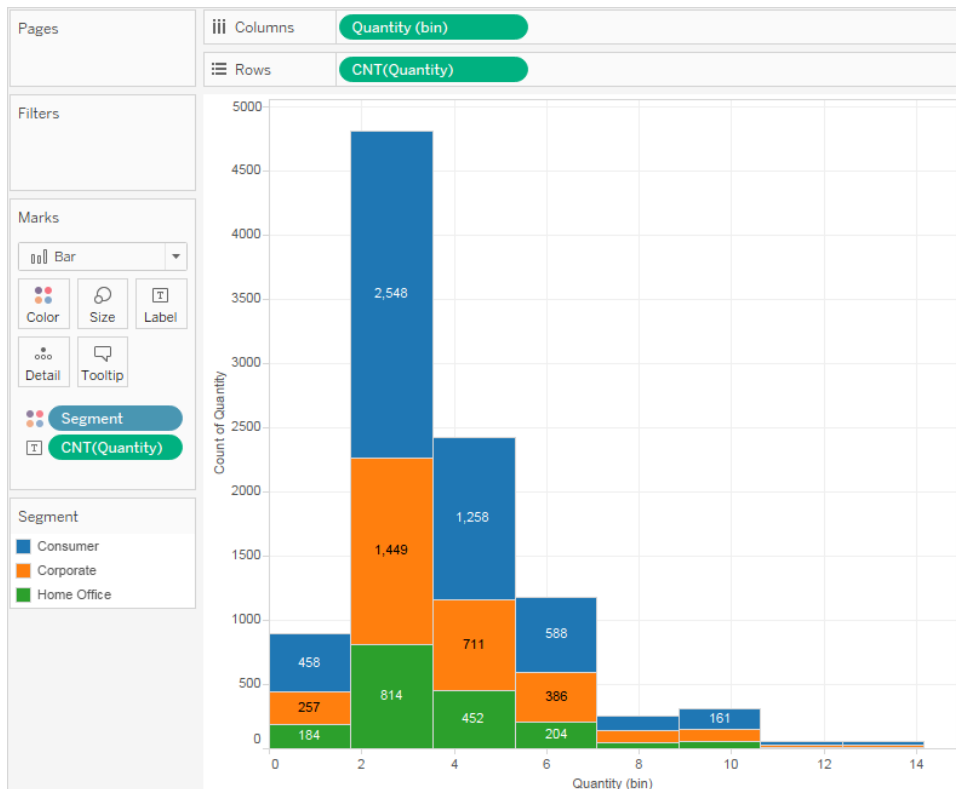 Pages
Columns
Quantity (bin)
Rows
CNT(Quantity)
Filters
Marks
Bar
Color
Size
T
Label
Detail
Tooltip
Segment
T
CNT(Quantity)
Segment
Consumer
Corporate
Home Office
Count of Quantity
5000
4500
4000
3500
3000
2500
2000
1500
1000
500
0
2,548
1,449
814
1,258
711
452
588
386
204
458
257
184
161
0
2
4
6
8
10
12
14
Quantity (bin)